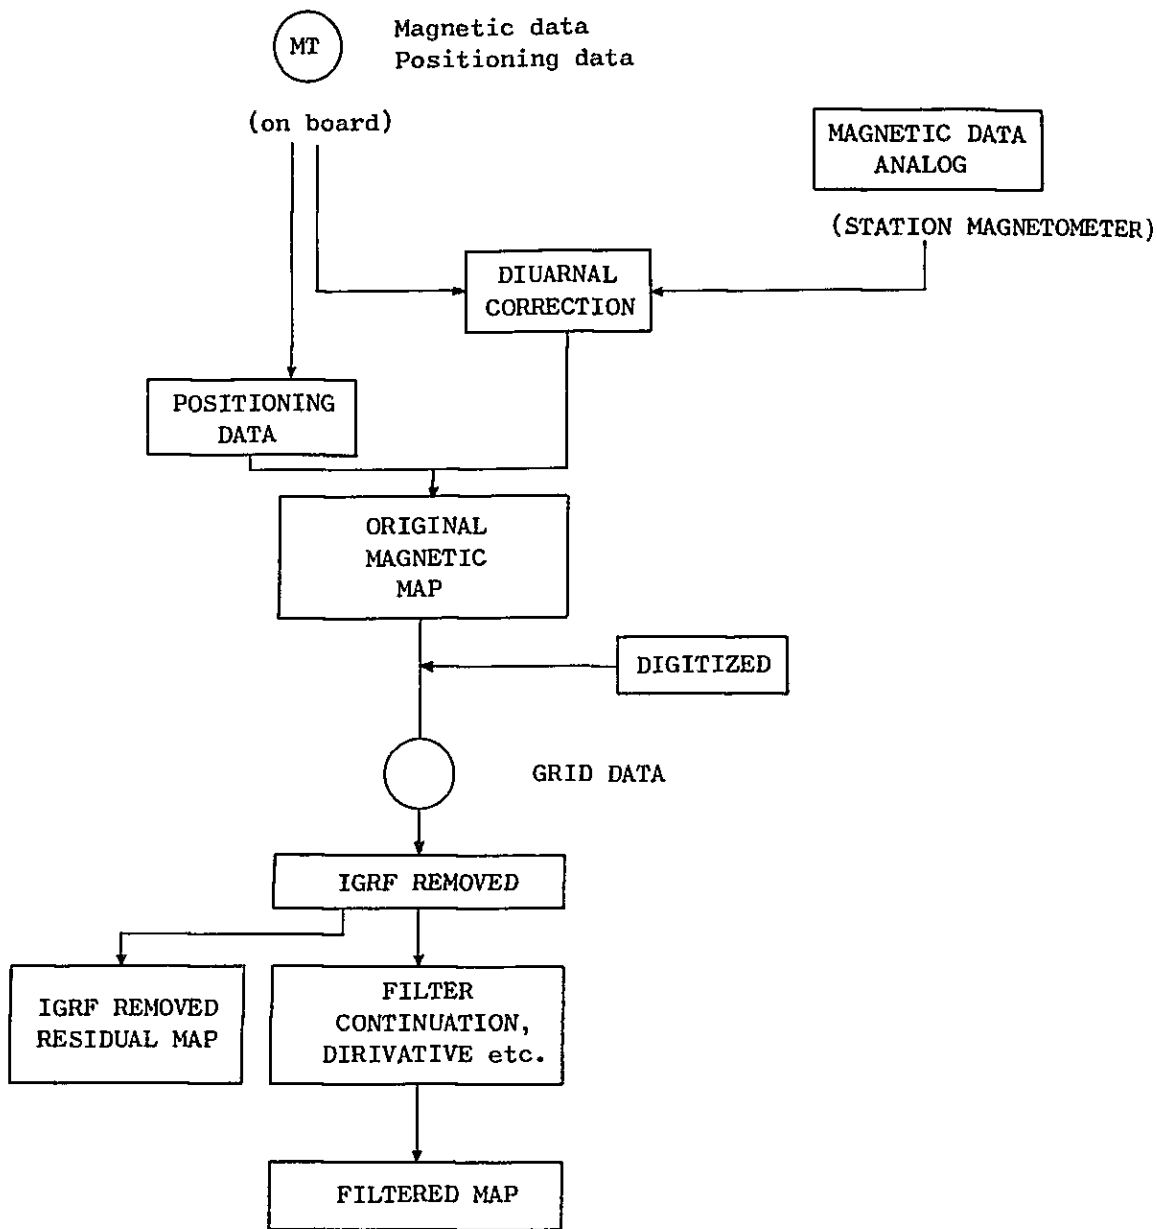 MT
Magnetic data
Positioning data
(on board)
MAGNETIC DATA
ANALOG
(STATION MAGNETOMETER)
DIUARNAL
CORRECTION
POSITIONING
DATA
ORIGINAL
MAGNETIC
MAP
DIGITIZED
GRID DATA
IGRF REMOVED
IGRF REMOVED
RESIDUAL MAP
FILTER
CONTINUATION,
DIRIVATIVE etc.
FILTERED MAP